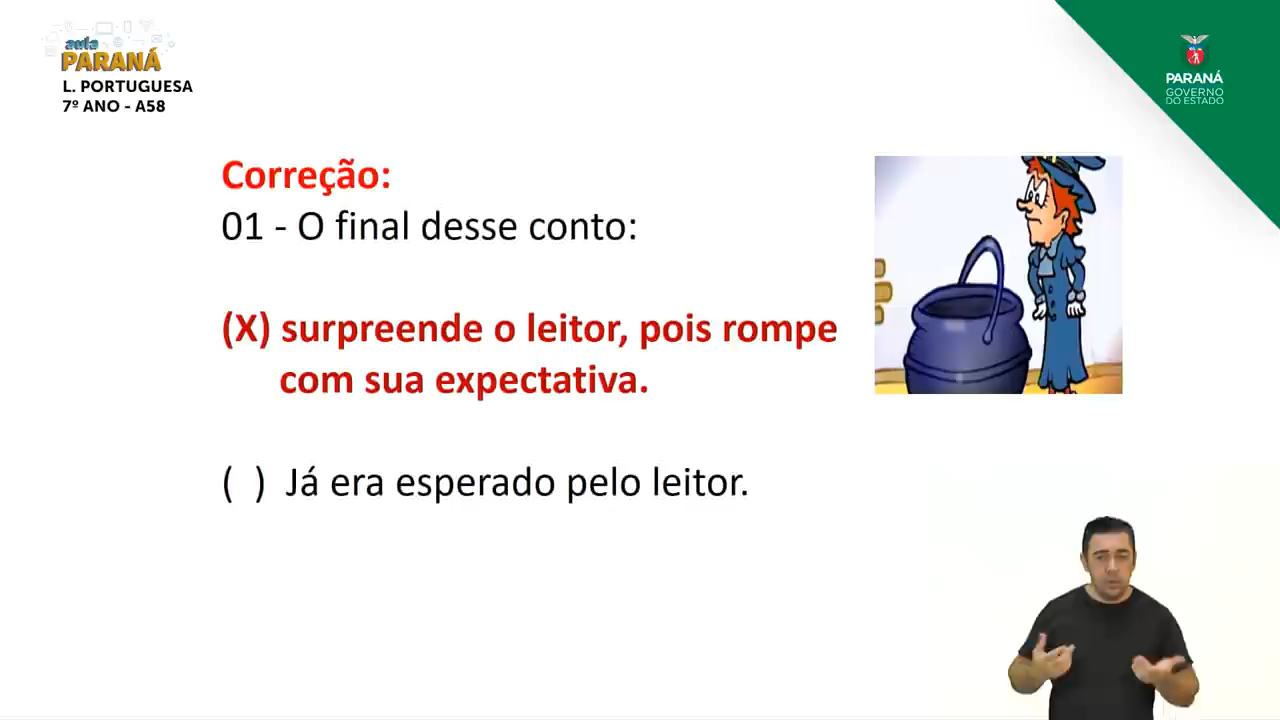 aula
PARANÁ
L. PORTUGUESA
7º ANO - A58
PARANÁ
GOVERNO
DO ESTADO
Correção:
01 - O final desse conto:
(X) surpreende o leitor, pois rompe
com sua expectativa.
( ) Já era esperado pelo leitor.